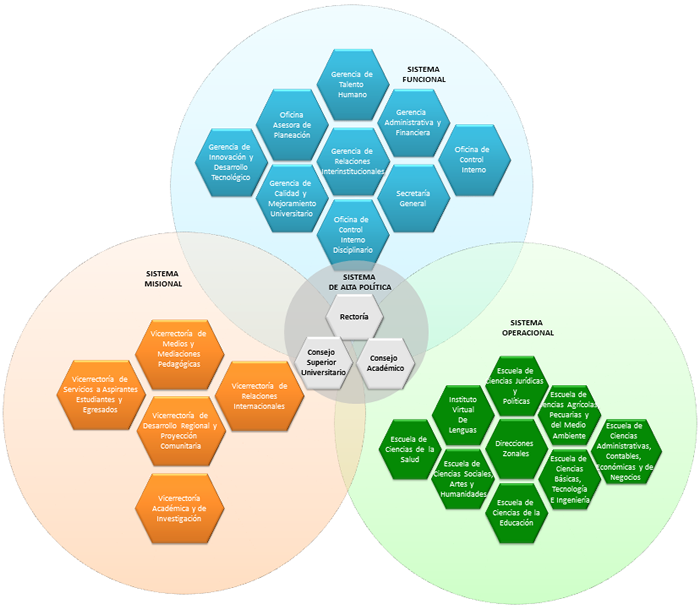 SISTEMA
FUNCIONAL
Gerencia de
Talento
Humano
Oficina
Asesora de
Planeación
Gerencia
Administrativa y
Financiera
Gerencia de
Innovación y
Desarrollo
Tecnológico
Gerencia de
Relaciones
Interinstitucionales
Oficina de
Control
Interno
Gerencia de
Calidad y
Mejoramiento
Universitario
Secretaría
General
Oficina de
Control
Interno
Disciplinario
SISTEMA
DE ALTA POLÍTICA
Rectoría
Consejo
Superior
Universitario
Consejo
Académico
SISTEMA
MISIONAL
Vicerrectoría de
Medios y
Mediaciones
Pedagógicas
Vicerrectoría de
Servicios a Aspirantes
Estudiantes y
Egresados
Vicerrectoría de
Relaciones
Internacionales
Vicerrectoría de
Desarrollo Regional y
Proyección
Comunitaria
Vicerrectoría
Académica y de
Investigación
SISTEMA
OPERACIONAL
Escuela de
Ciencias Jurídicas
y
Políticas
Instituto
Virtual
De
Lenguas
Escuela de
Ciencias Agrícolas,
Pecuarias y
del Medio
Ambiente
Escuela de
Ciencias de la
Salud
Direcciones
Zonales
Escuela de
Ciencias
Administrativas,
Contables,
Económicas y de
Negocios
Escuela de
Ciencias Sociales,
Artes y
Humanidades
Escuela de
Ciencias
Básicas,
Tecnología
E Ingeniería
Escuela de
Ciencias de la
Educación